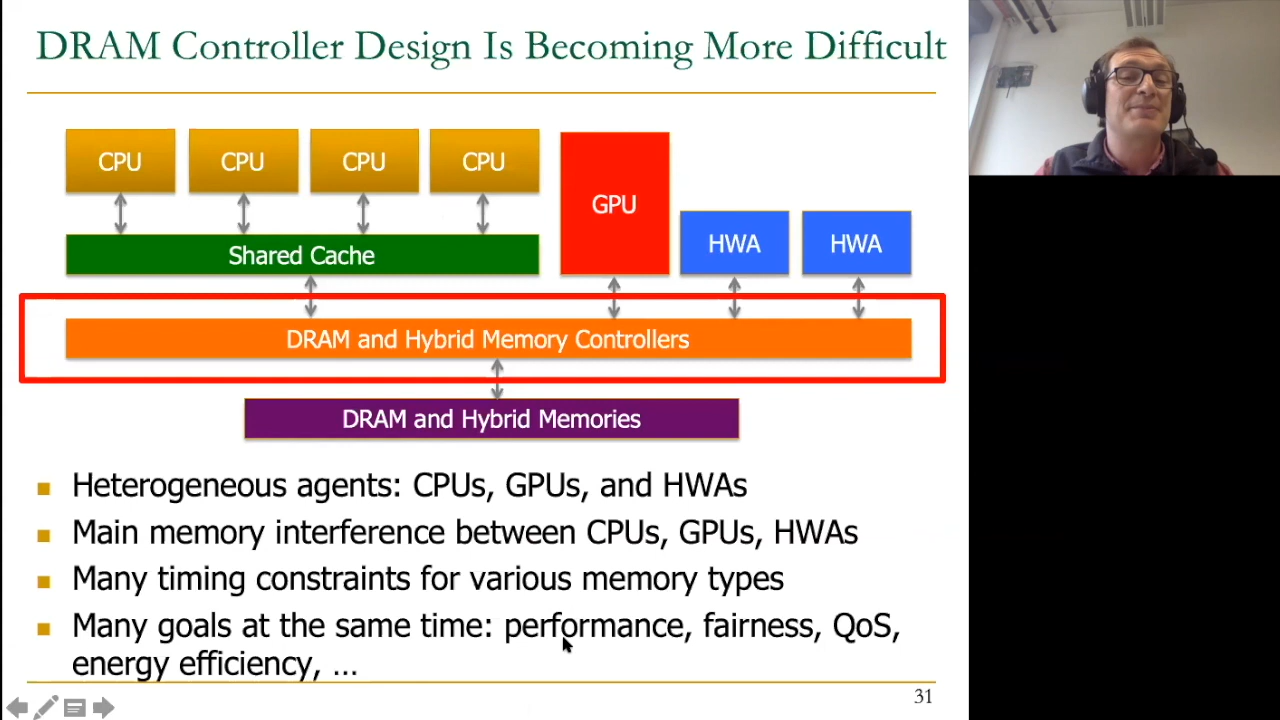 DRAM Controller Design Is Becoming More Difficult
CPU
CPU
CPU
CPU
GPU
HWA
HWA
Shared Cache
DRAM and Hybrid Memory Controllers
DRAM and Hybrid Memories
Heterogeneous agents: CPUs, GPUs, and HWAs
Main memory interference between CPUs, GPUs, HWAs
Many timing constraints for various memory types
Many goals at the same time: performance, fairness, QoS,
energy efficiency, ...
31